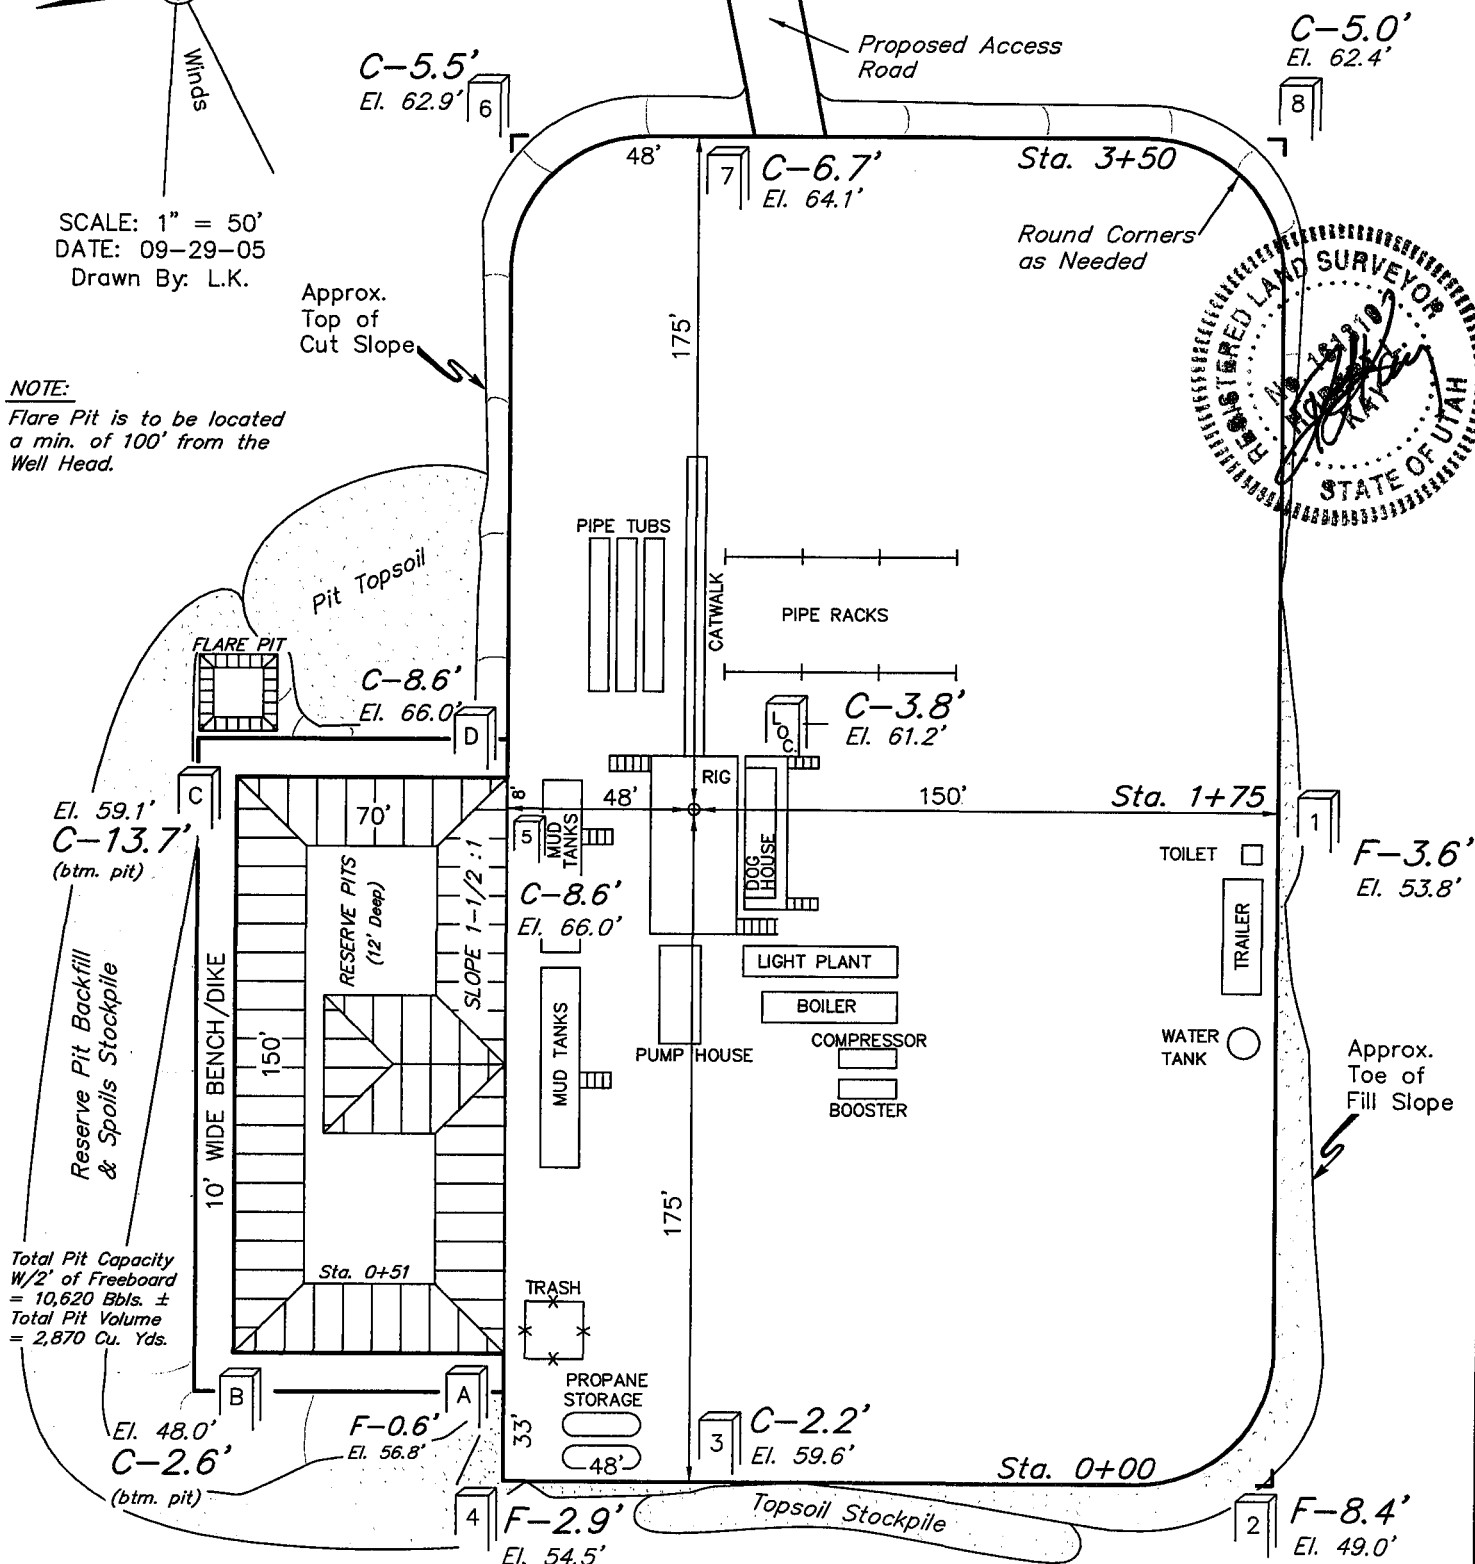 Winds
C-5.5'
El. 62.9'
6
Proposed Access
Road
C-5.0'
El. 62.4'
8
SCALE: 1" = 50'
DATE: 09-29-05
Drawn By: L.K.
48'
7
C-6.7'
El. 64.1'
Sta. 3+50
Round Corners
as Needed
REGISTERED LAND SURVEYOR
No. 161319
KAY
STATE OF UTAH
Approx.
Top of
Cut Slope
175'
NOTE:
Flare Pit is to be located
a min. of 100' from the
Well Head.
Pit Topsoil
PIPE TUBS
CATWALK
PIPE RACKS
FLARE PIT
C-8.6'
El. 66.0'
D
LOC.
C-3.8'
El. 61.2'
C
El. 59.1'
C-13.7'
(btm. pit)
70'
8'
48'
RIG
150'
Sta. 1+75
1
F-3.6'
El. 53.8'
5
MUD
TANKS
C-8.6'
El. 66.0'
DOG
HOUSE
TOILET
TRAILER
RESERVE PITS
(12' Deep)
SLOPE 1-1/2 :1
LIGHT PLANT
BOILER
PUMP HOUSE
COMPRESSOR
BOOSTER
WATER
TANK
Approx.
Toe of
Fill Slope
MUD TANKS
150'
10' WIDE BENCH/DIKE
Reserve Pit Backfill
& Spoils Stockpile
175'
Total Pit Capacity
W/2' of Freeboard
= 10,620 Bbls. ±
Total Pit Volume
= 2,870 Cu. Yds.
Sta. 0+51
TRASH
PROPANE
STORAGE
48'
33'
B
El. 48.0'
C-2.6'
(btm. pit)
A
F-0.6'
El. 56.8'
3
C-2.2'
El. 59.6'
Sta. 0+00
4
F-2.9'
El. 54.5'
Topsoil Stockpile
2
F-8.4'
El. 49.0'